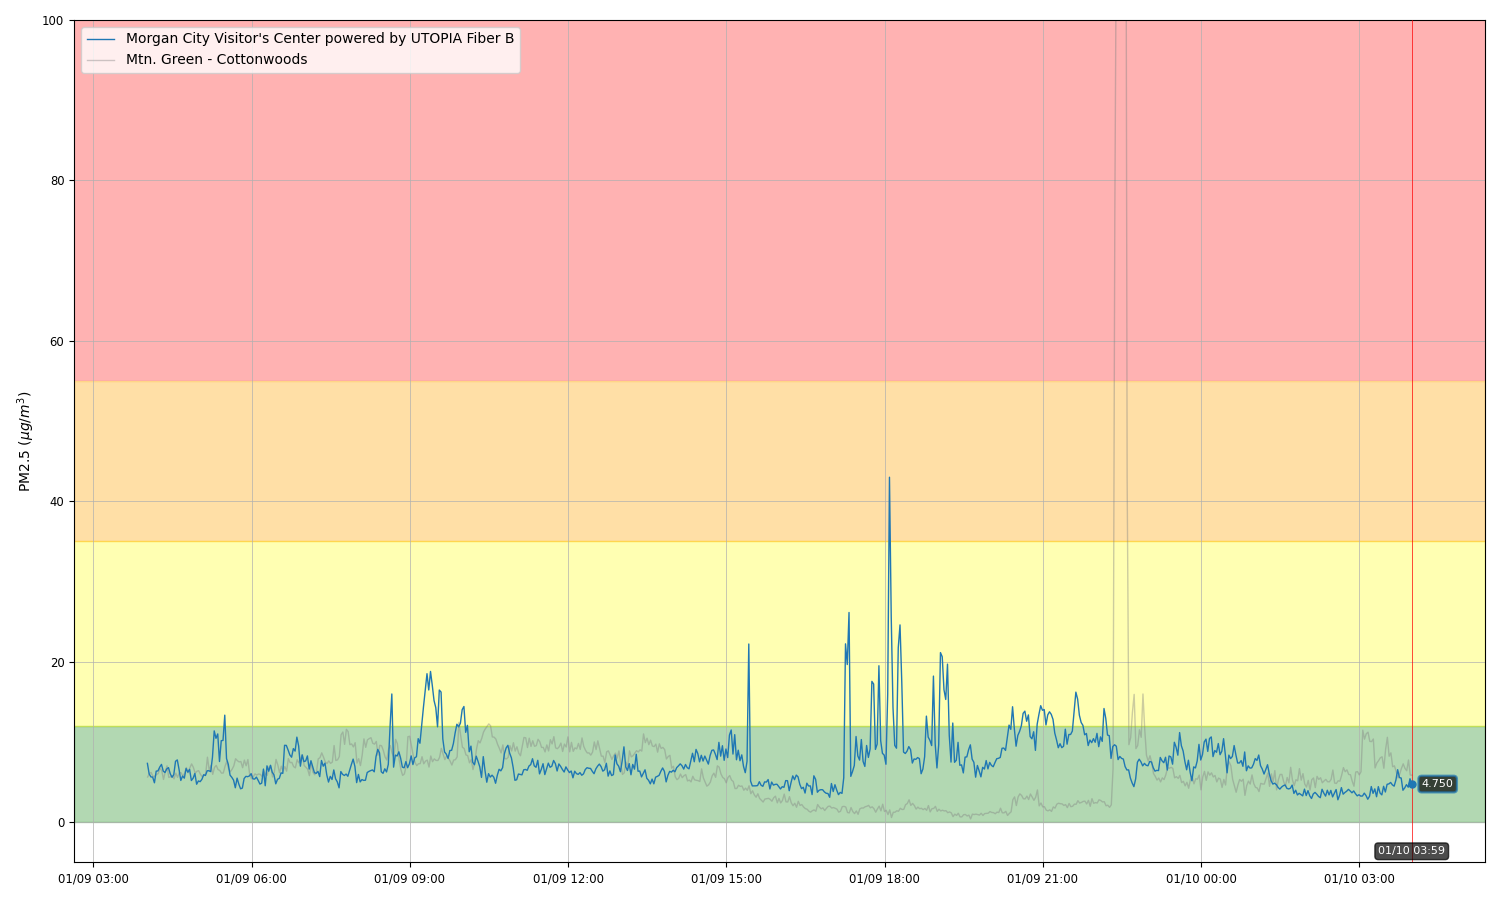 100
Morgan City Visitor's Center powered by UTOPIA Fiber B
Mtn. Green - Cottonwoods
80
60
PM2.5 (μg/m³)
40
20
4.750
0
01/10 03:59
01/09 03:00 01/09 06:00 01/09 09:00 01/09 12:00 01/09 15:00 01/09 18:00 01/09 21:00 01/10 00:00 01/10 03:00